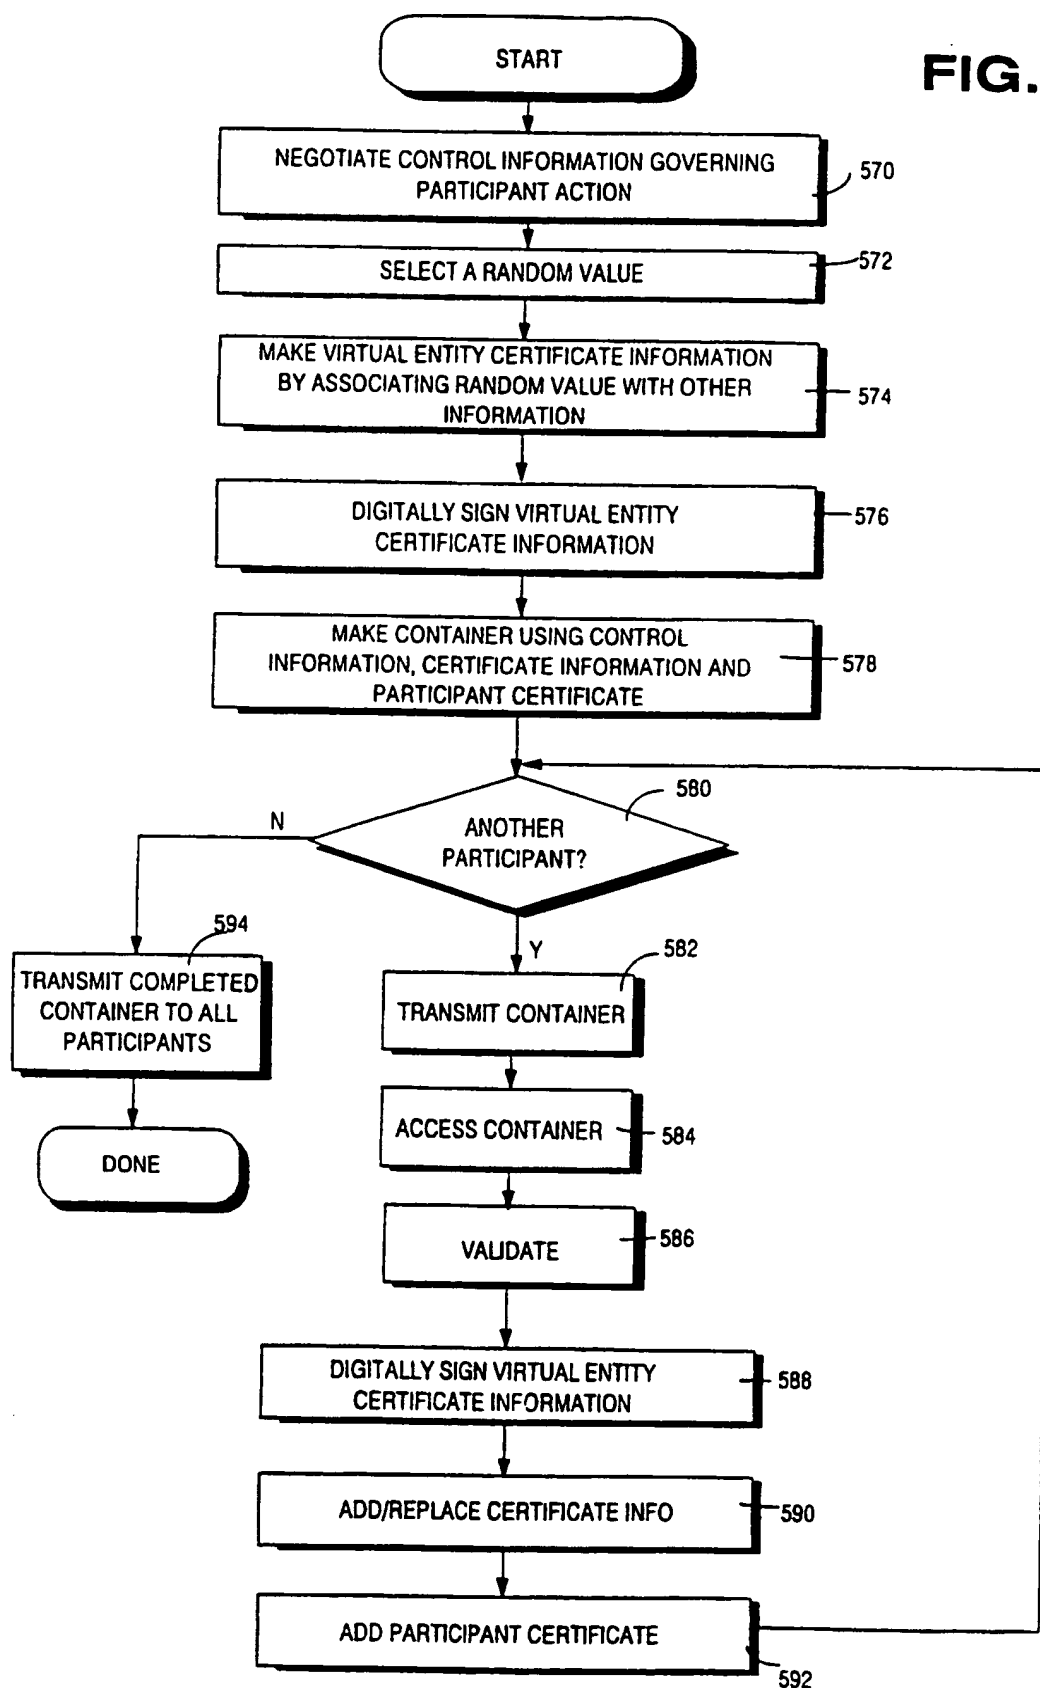 START
FIG.
NEGOTIATE CONTROL INFORMATION GOVERNING
PARTICIPANT ACTION
570
SELECT A RANDOM VALUE
572
MAKE VIRTUAL ENTITY CERTIFICATE INFORMATION
BY ASSOCIATING RANDOM VALUE WITH OTHER
INFORMATION
574
DIGITALLY SIGN VIRTUAL ENTITY
CERTIFICATE INFORMATION
576
MAKE CONTAINER USING CONTROL
INFORMATION, CERTIFICATE INFORMATION AND
PARTICIPANT CERTIFICATE
578
580
ANOTHER
PARTICIPANT?
N
Y
594
TRANSMIT COMPLETED
CONTAINER TO ALL
PARTICIPANTS
DONE
582
TRANSMIT CONTAINER
ACCESS CONTAINER
584
VALIDATE
586
DIGITALLY SIGN VIRTUAL ENTITY
CERTIFICATE INFORMATION
588
ADD/REPLACE CERTIFICATE INFO
590
ADD PARTICIPANT CERTIFICATE
592